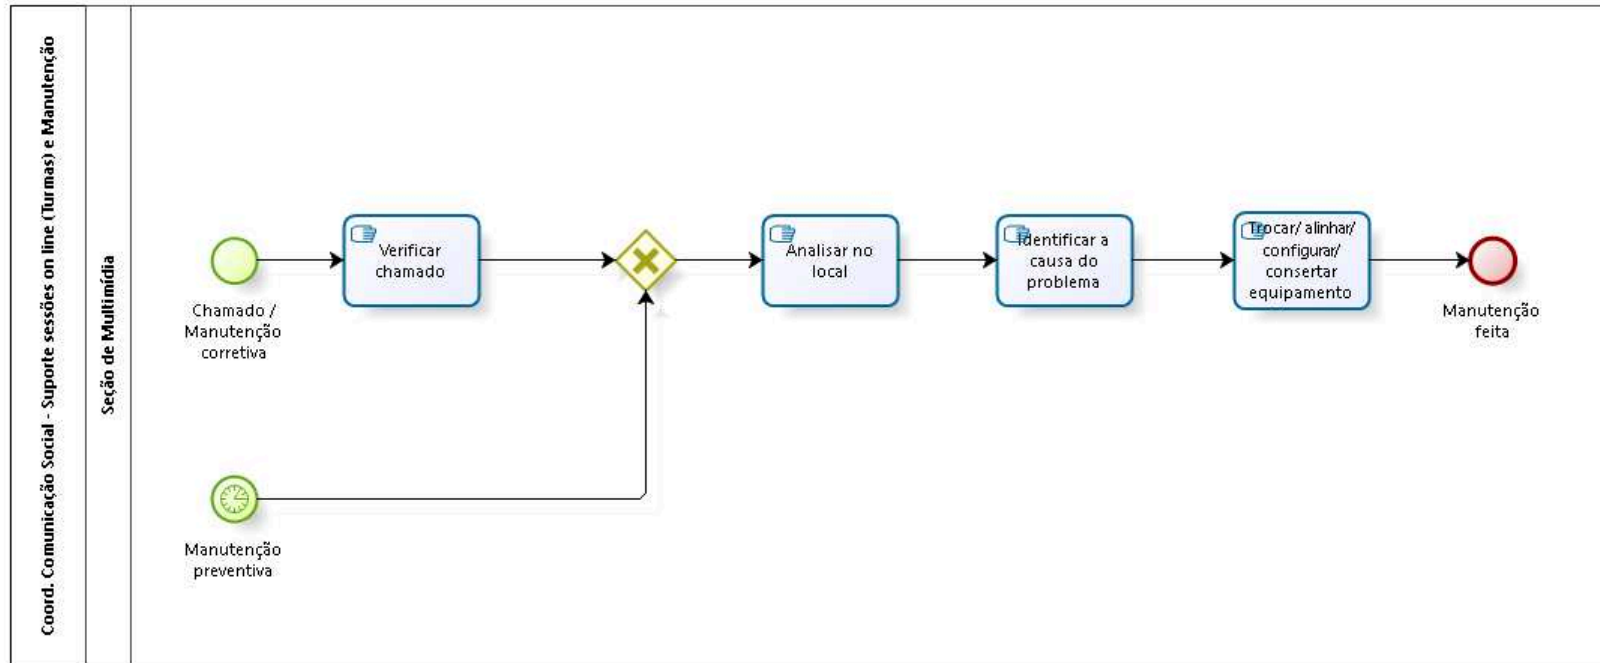 Coord. Comunicação Social - Suporte sessões on line (Turmas) e Manutenção
Seção de Multimídia
Chamado /
Manutenção
corretiva
Verificar
chamado
Analisar no
local
Identificar a
causa do
problema
Trocar/ alinhar/
configurar/
consertar
equipamento
Manutenção
feita
Manutenção
preventiva